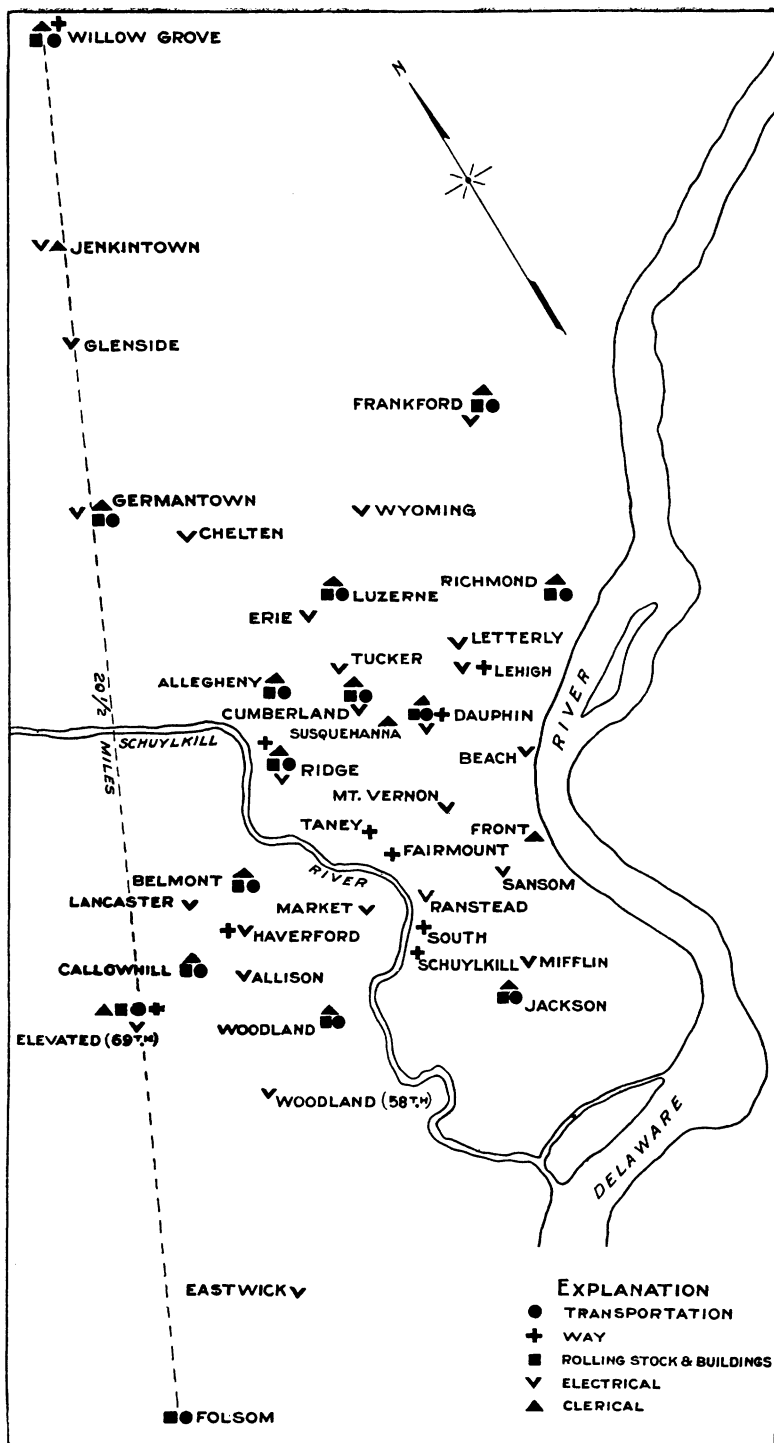 WILLOW GROVE
N
JENKINTOWN
GLENSIDE
FRANKFORD
GERMANTOWN
WYOMING
CHELTEN
RICHMOND
LUZERNE
ERIE
LETTERLY
TUCKER
LEHIGH
ALLEGHENY
20 1/2 MILES
CUMBERLAND
DAUPHIN
SUSQUEHANNA
SCHUYLKILL
RIVER
BEACH
RIDGE
RIVER
MT. VERNON
TANEY
FRONT
FAIRMOUNT
BELMONT
SANSOM
LANCASTER
MARKET
RANSTEAD
HAVERFORD
SOUTH
CALLOWHILL
SCHUYLKILL
MIFFLIN
ALLISON
JACKSON
WOODLAND
ELEVATED (69T.H)
WOODLAND (58T.H)
DELAWARE
EASTWICK
EXPLANATION
TRANSPORTATION
WAY
ROLLING STOCK & BUILDINGS
ELECTRICAL
CLERICAL
FOLSOM